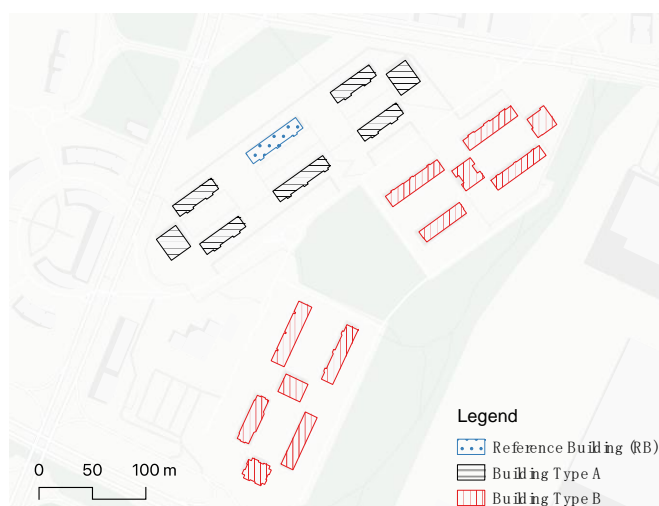 Legend
Reference Building (RB)
Building Type A
Building Type B
0 50 100 m